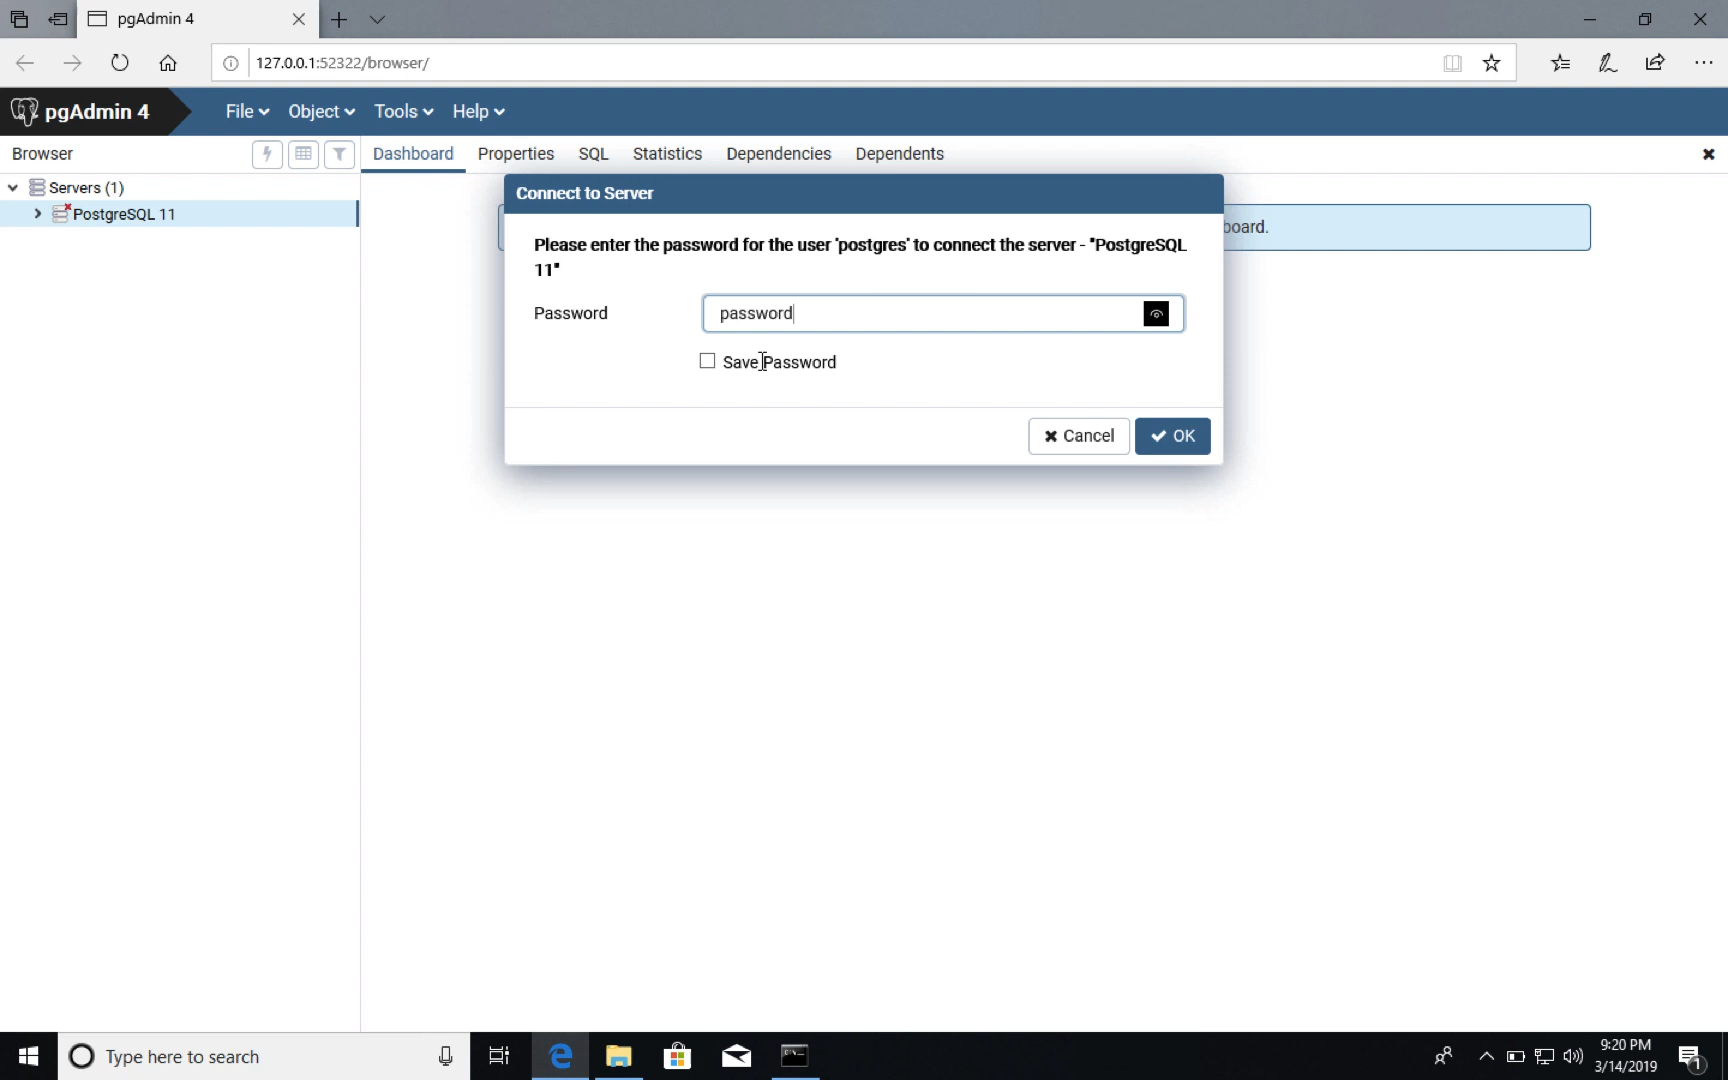 pgAdmin 4
127.0.0.1:52322/browser/
pgAdmin 4
File Object Tools Help
Browser
Dashboard Properties SQL Statistics Dependencies Dependents
Servers (1)
PostgreSQL 11
Connect to Server
board.
Please enter the password for the user 'postgres' to connect the server - "PostgreSQL
11"
Password
password
Save Password
Cancel OK
Type here to search
9:20 PM
3/14/2019
1